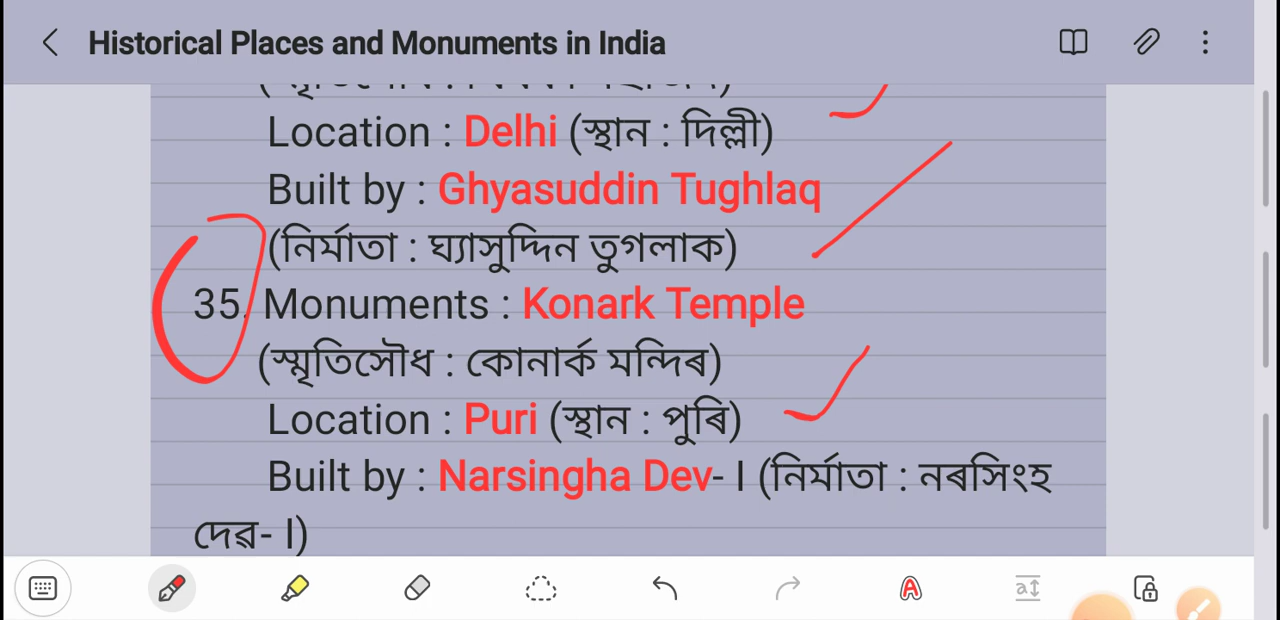 Historical Places and Monuments in India
Location : Delhi (স্থান : দিল্লী)
Built by : Ghyasuddin Tughlaq
(নিৰ্মাতা : ঘ্যাসুদ্দিন তুগলাক)
35. Monuments : Konark Temple
(স্মৃতিসৌধ : কোনাৰ্ক মন্দিৰ)
Location : Puri (স্থান : পুৰি)
Built by : Narsingha Dev- I (নিৰ্মাতা : নৰসিংহ
দেৱ- I)